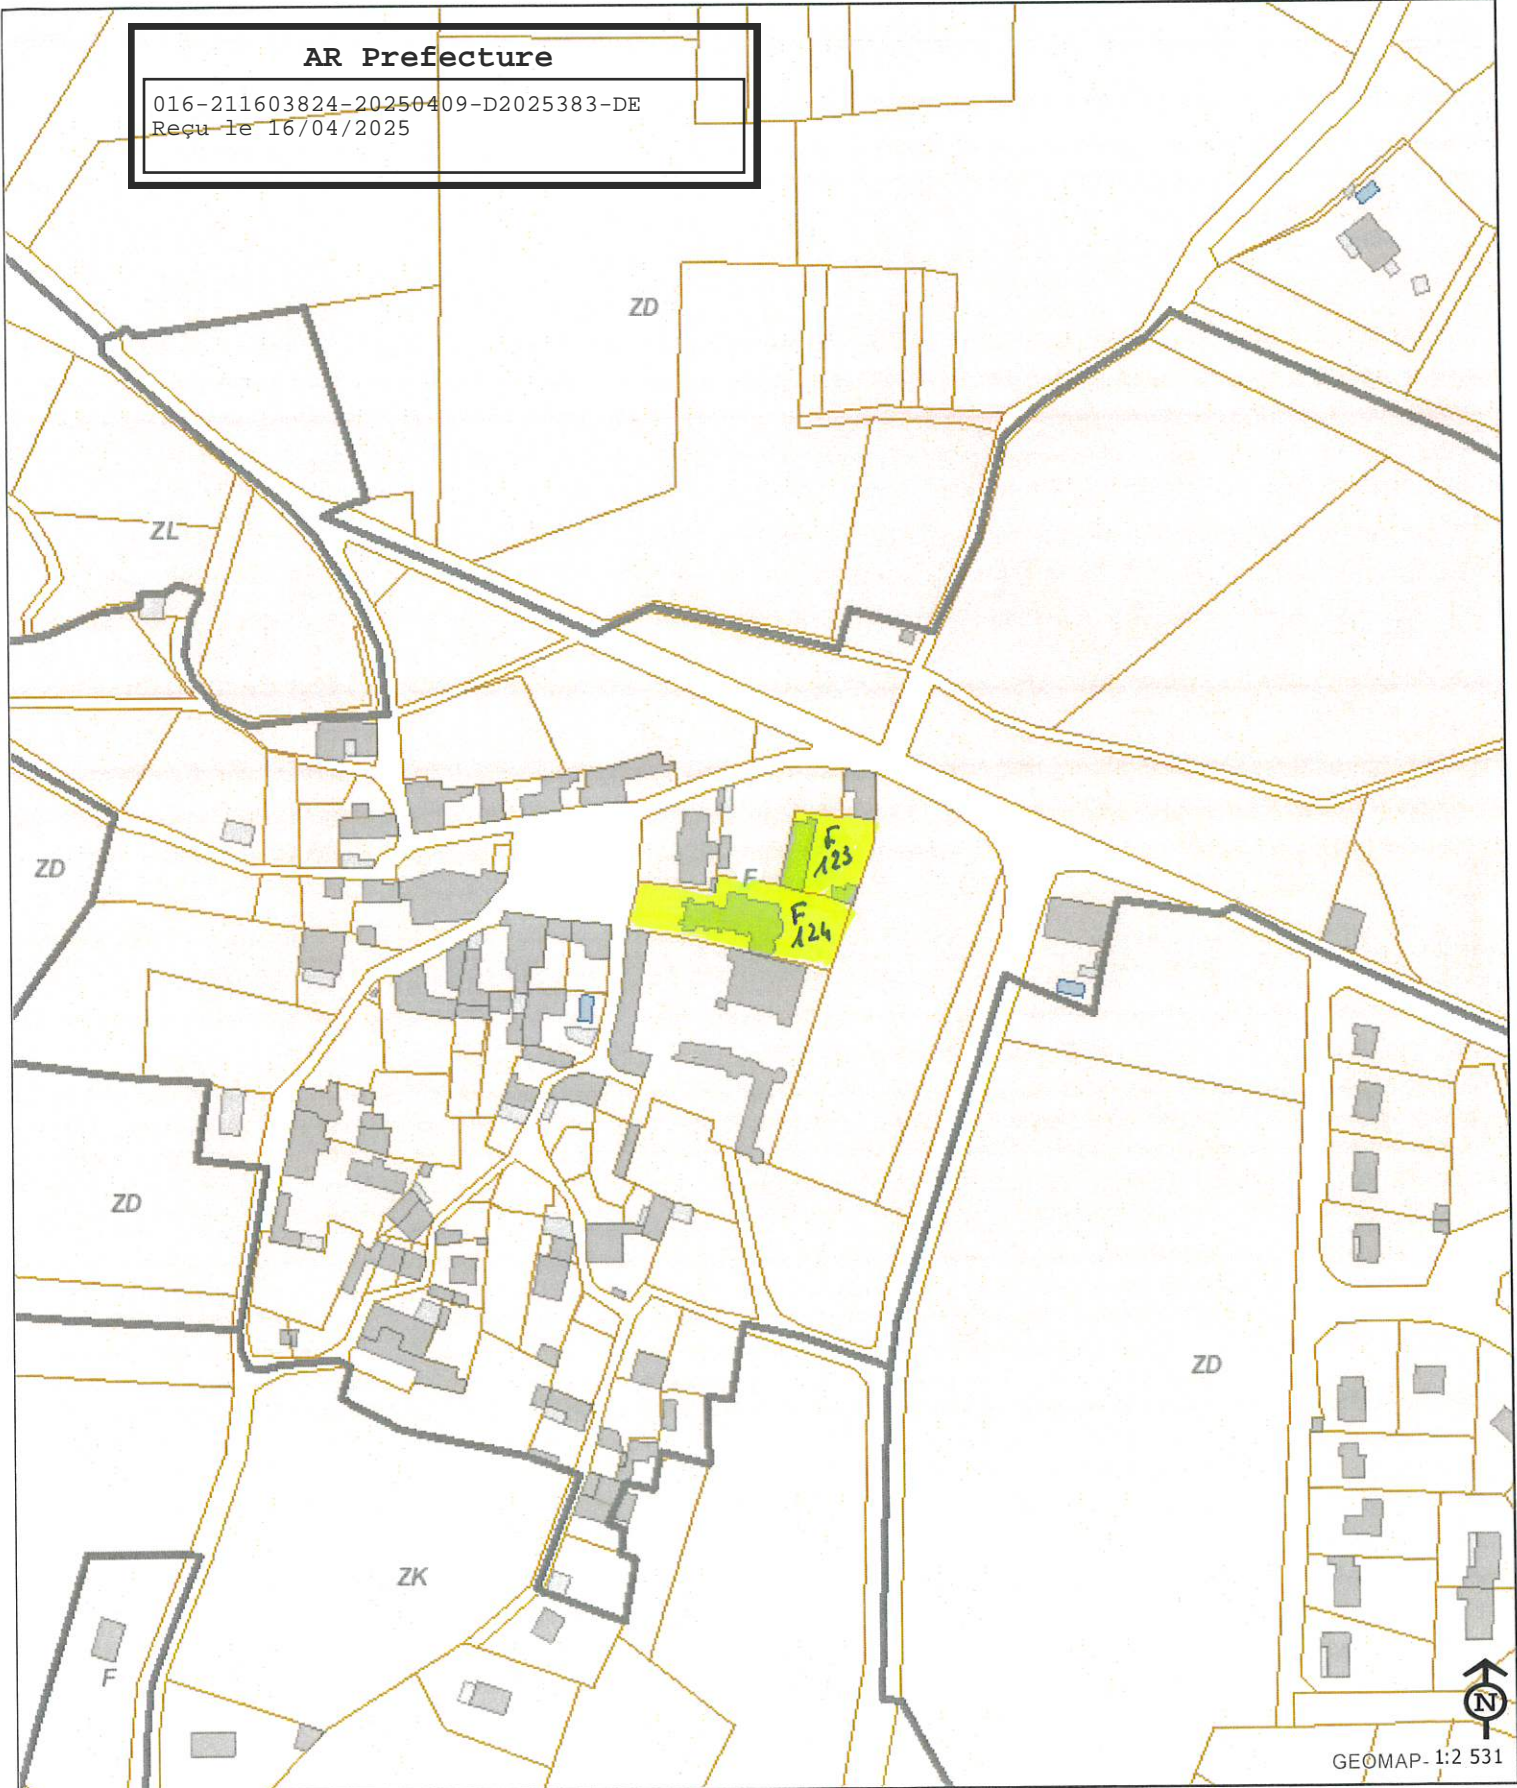 AR Prefecture
016-211603824-20250409-D2025383-DE
Reçu le 16/04/2025
ZD
ZL
F
123
ZD
F
F
124
ZD
ZD
ZK
F
N
GEOMAP- 1:2 531